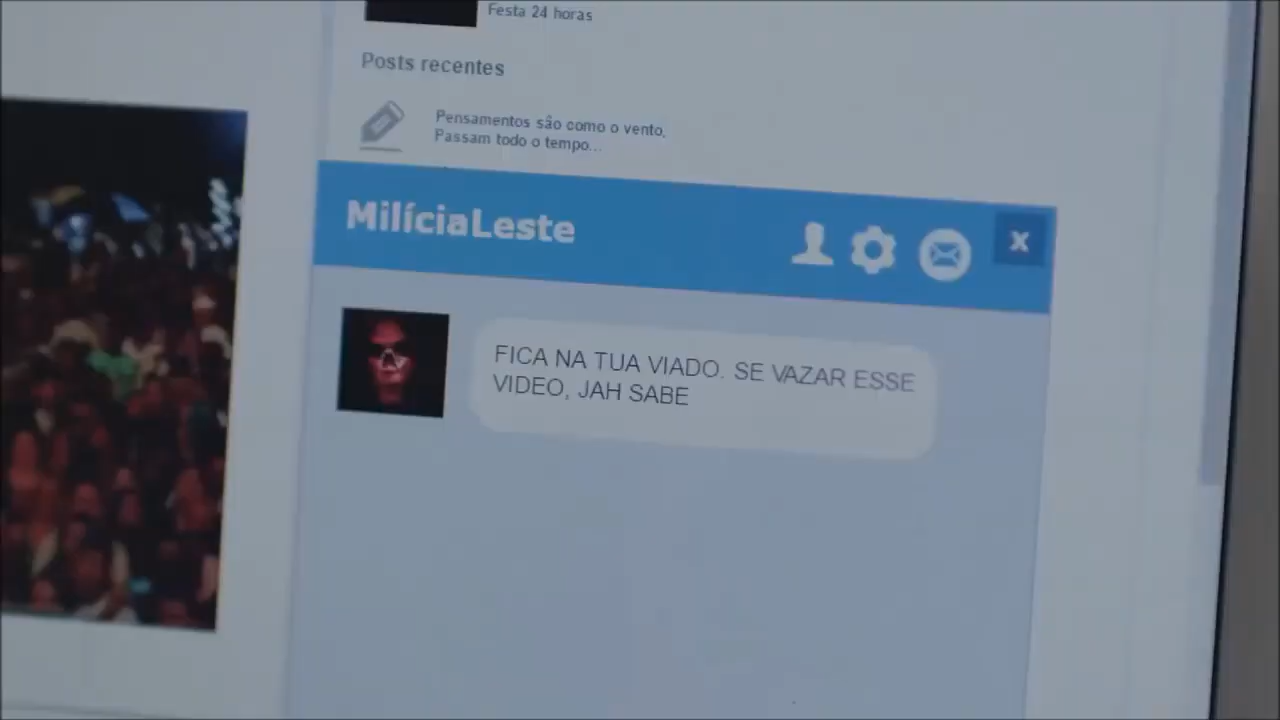 Festa 24 horas
Posts recentes
Pensamentos são como o vento,
Passam todo o tempo...
MilíciaLeste
x
FICA NA TUA VIADO. SE VAZAR ESSE
VIDEO, JAH SABE